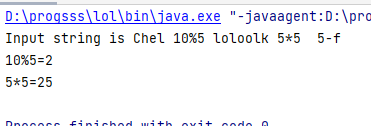 D:\progsss\lol\bin\java.exe "-javaagent:D:\pro
Input string is Chel 10%5 loloolk 5*5  5-f
10%5=2
5*5=25
Process finished with exit code 0